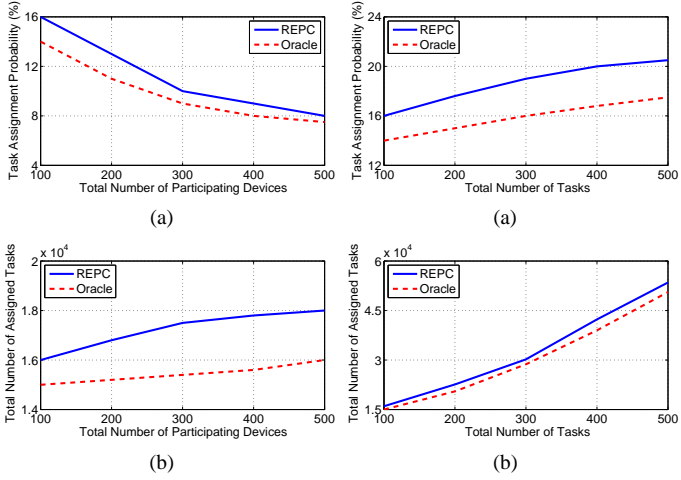 16
12
8
4
100
200
300
400
500
Task Assignment Probability (%)
Total Number of Participating Devices
REPC
Oracle
(a)
24
20
16
12
100
200
300
400
500
Task Assignment Probability (%)
Total Number of Tasks
REPC
Oracle
(a)
x 10^4
2
1.8
1.6
1.4
100
200
300
400
500
Total Number of Assigned Tasks
Total Number of Participating Devices
REPC
Oracle
(b)
x 10^4
6
4.5
3
1.5
100
200
300
400
500
Total Number of Assigned Tasks
Total Number of Tasks
REPC
Oracle
(b)